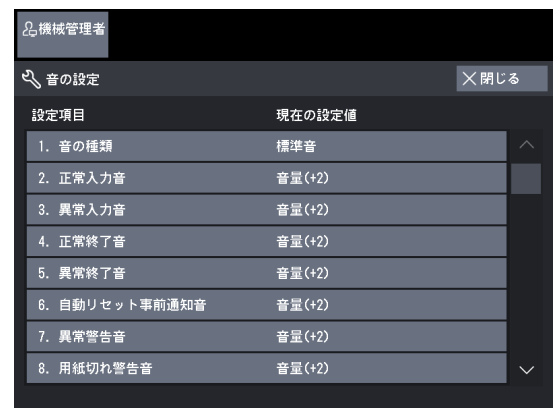 機械管理者
音の設定
閉じる
設定項目 現在の設定値
1. 音の種類 標準音
2. 正常入力音 音量(+2)
3. 異常入力音 音量(+2)
4. 正常終了音 音量(+2)
5. 異常終了音 音量(+2)
6. 自動リセット事前通知音 音量(+2)
7. 異常警告音 音量(+2)
8. 用紙切れ警告音 音量(+2)